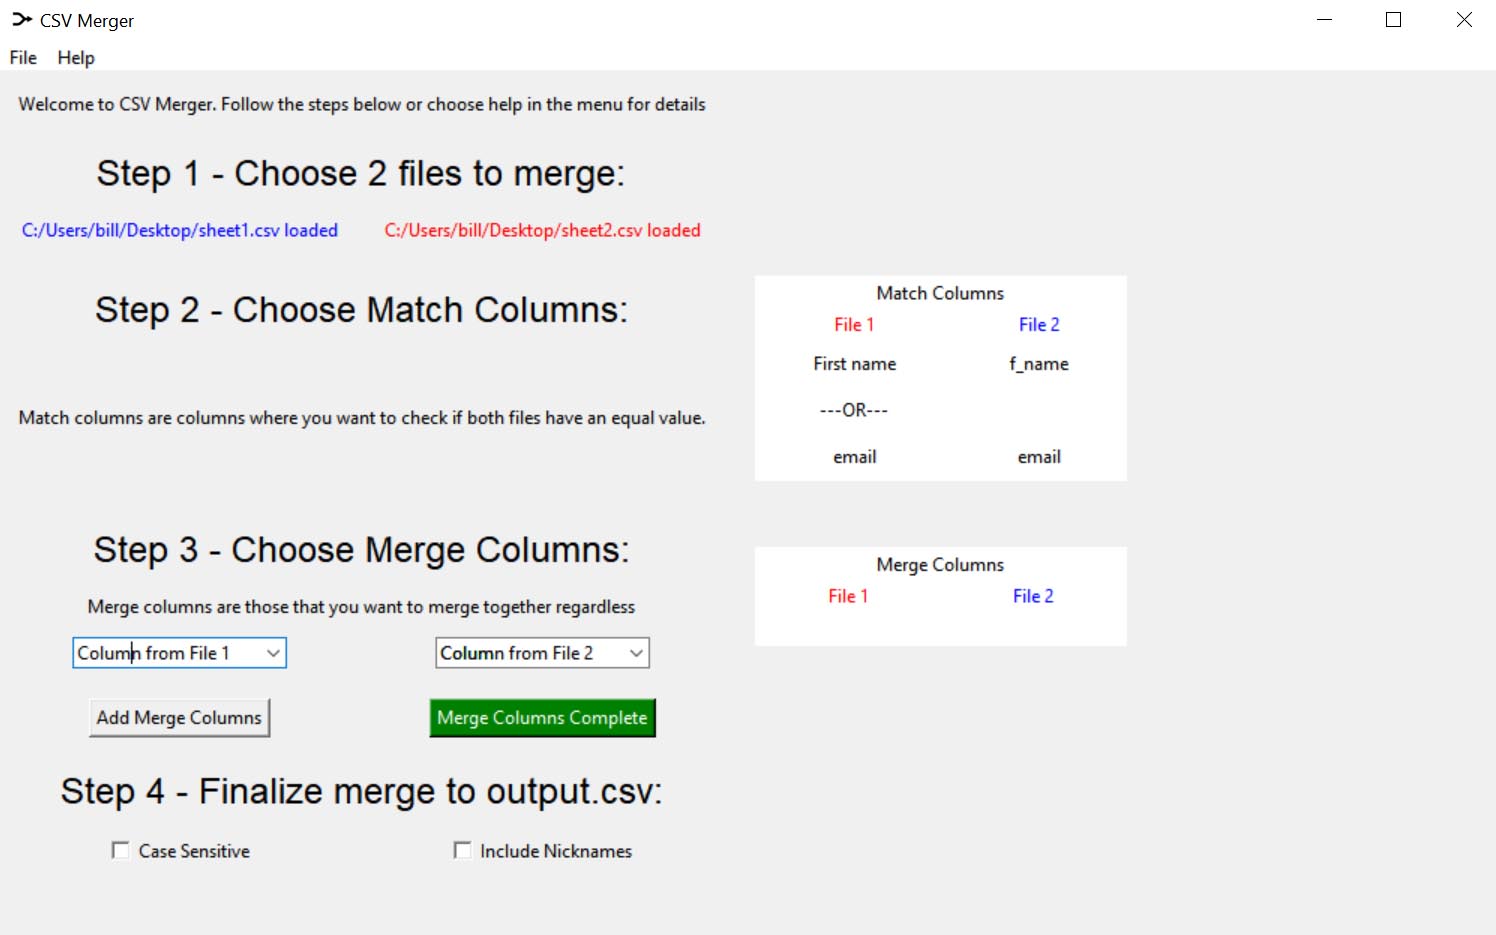 CSV Merger
File Help
Welcome to CSV Merger. Follow the steps below or choose help in the menu for details
Step 1 - Choose 2 files to merge:
C:/Users/bill/Desktop/sheet1.csv loaded C:/Users/bill/Desktop/sheet2.csv loaded
Step 2 - Choose Match Columns:
Match columns are columns where you want to check if both files have an equal value.
Match Columns
File 1 File 2
First name f_name
---OR---
email email
Step 3 - Choose Merge Columns:
Merge columns are those that you want to merge together regardless
Column from File 1 Column from File 2
Add Merge Columns Merge Columns Complete
Merge Columns
File 1 File 2
Step 4 - Finalize merge to output.csv:
Case Sensitive Include Nicknames